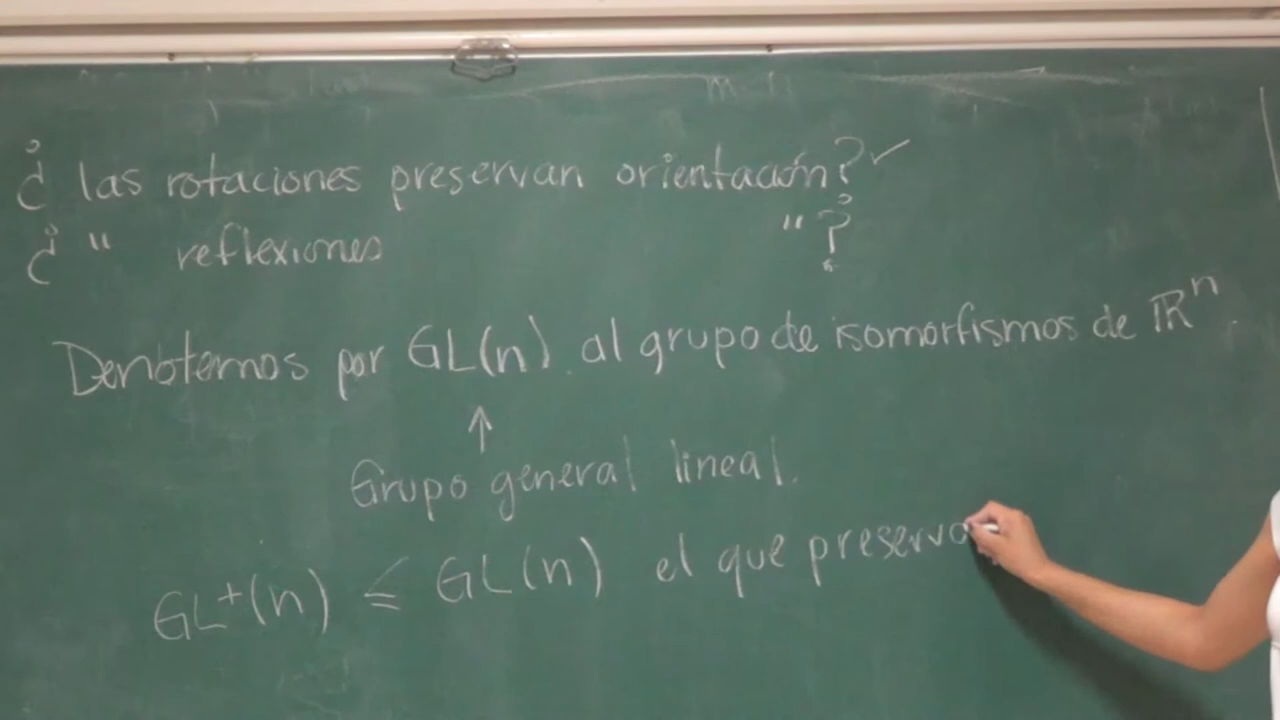 ¿ las rotaciones preservan orientación? ✓
¿ " reflexiones " ?
Denotemos por GL(n) al grupo de isomorfismos de ℝⁿ.
↑
Grupo general lineal.
GL⁺(n) ≤ GL(n) el que preserva